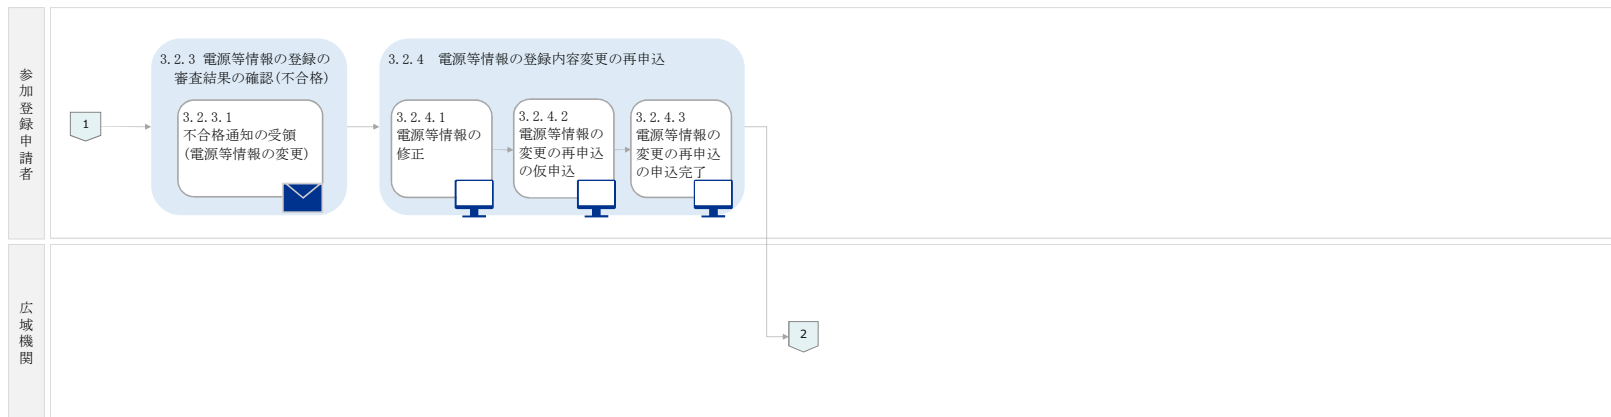 参加登録申請者
1
3.2.3 電源等情報の登録の
審査結果の確認(不合格)
3.2.3.1
不合格通知の受領
(電源等情報の変更)
3.2.4 電源等情報の登録内容変更の再申込
3.2.4.1
電源等情報の
修正
3.2.4.2
電源等情報の
変更の再申込
の仮申込
3.2.4.3
電源等情報の
変更の再申込
の申込完了
広域機関
2